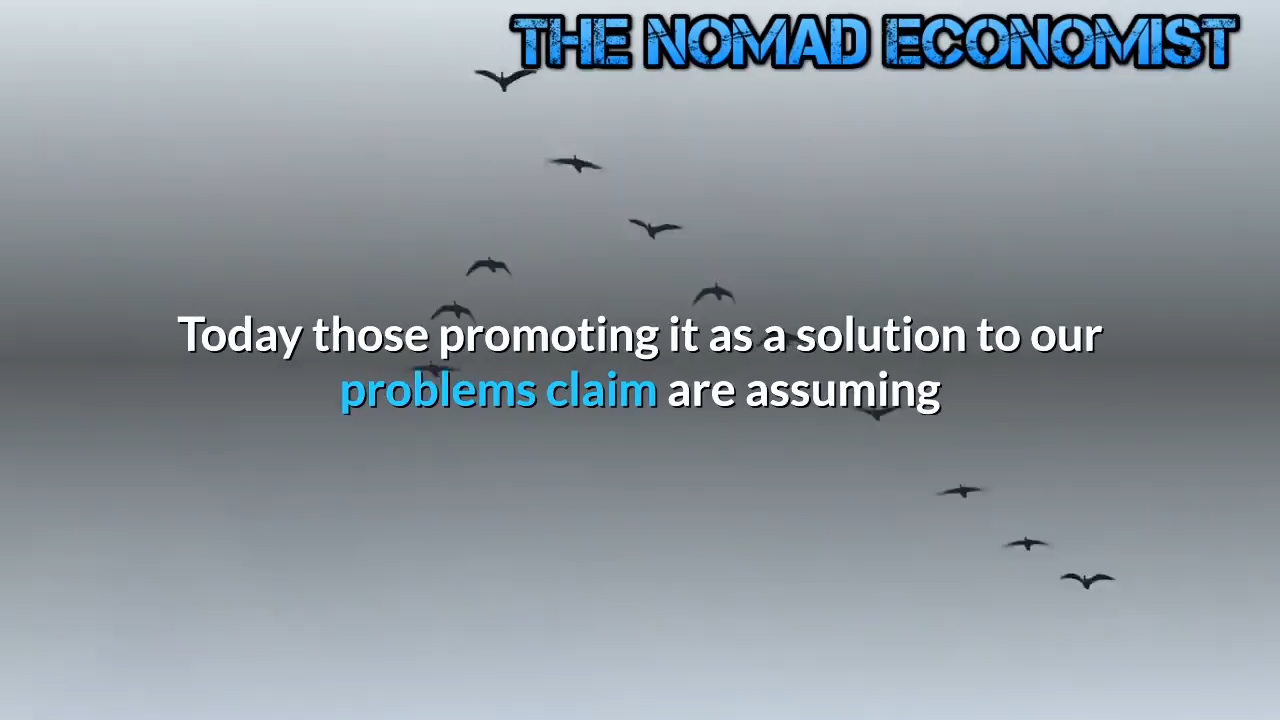 THE NOMAD ECONOMIST
Today those promoting it as a solution to our
problems claim are assuming